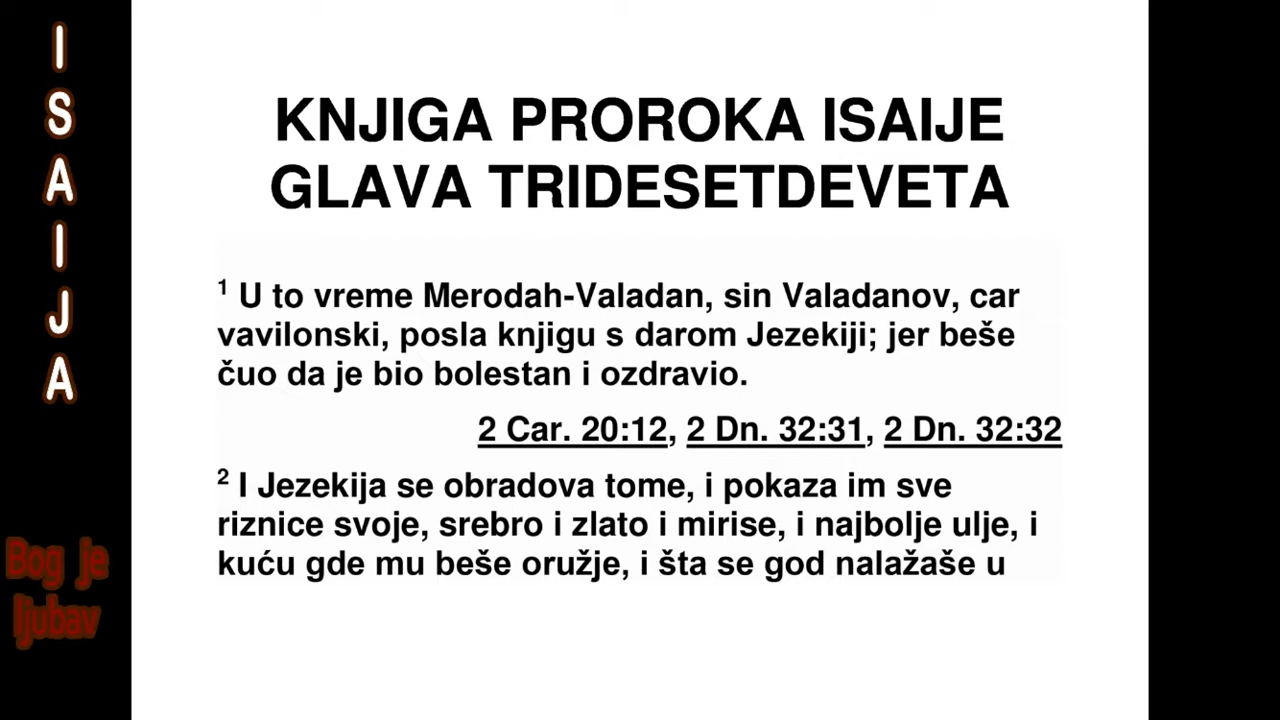 ISAIJA
Bog je
ljubav
KNJIGA PROROKA ISAIJE
GLAVA TRIDESETDEVETA
1 U to vreme Merodah-Valadan, sin Valadanov, car
vavilonski, posla knjigu s darom Jezekiji; jer beše
čuo da je bio bolestan i ozdravio.
2 Car. 20:12, 2 Dn. 32:31, 2 Dn. 32:32
2 I Jezekija se obradova tome, i pokaza im sve
riznice svoje, srebro i zlato i mirise, i najbolje ulje, i
kuću gde mu beše oružje, i šta se god nalažaše u